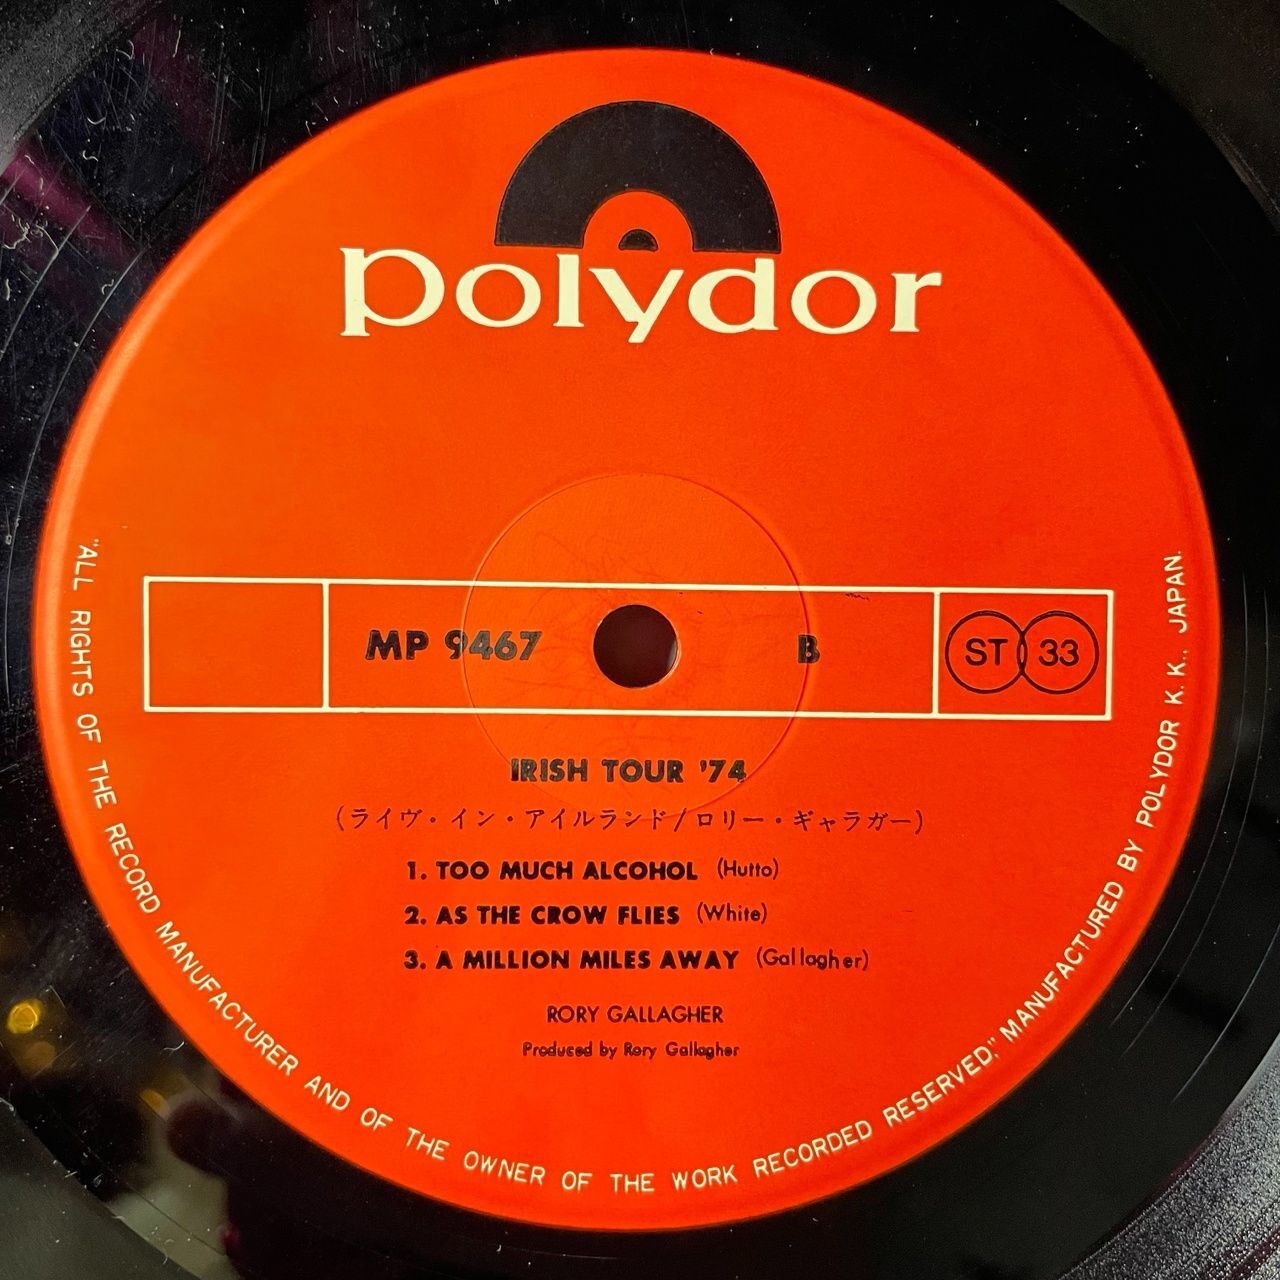 polydor
MP 9467 B ST 33
IRISH TOUR '74
(ライヴ・イン・アイルランド/ロリー・ギャラガー)
1. TOO MUCH ALCOHOL (Hutto)
2. AS THE CROW FLIES (White)
3. A MILLION MILES AWAY (Gallagher)
RORY GALLAGHER
Produced by Rory Gallagher
"ALL RIGHTS OF THE RECORD MANUFACTURER AND OF THE OWNER OF THE WORK RECORDED RESERVED," MANUFACTURED BY POLYDOR K. K., JAPAN.